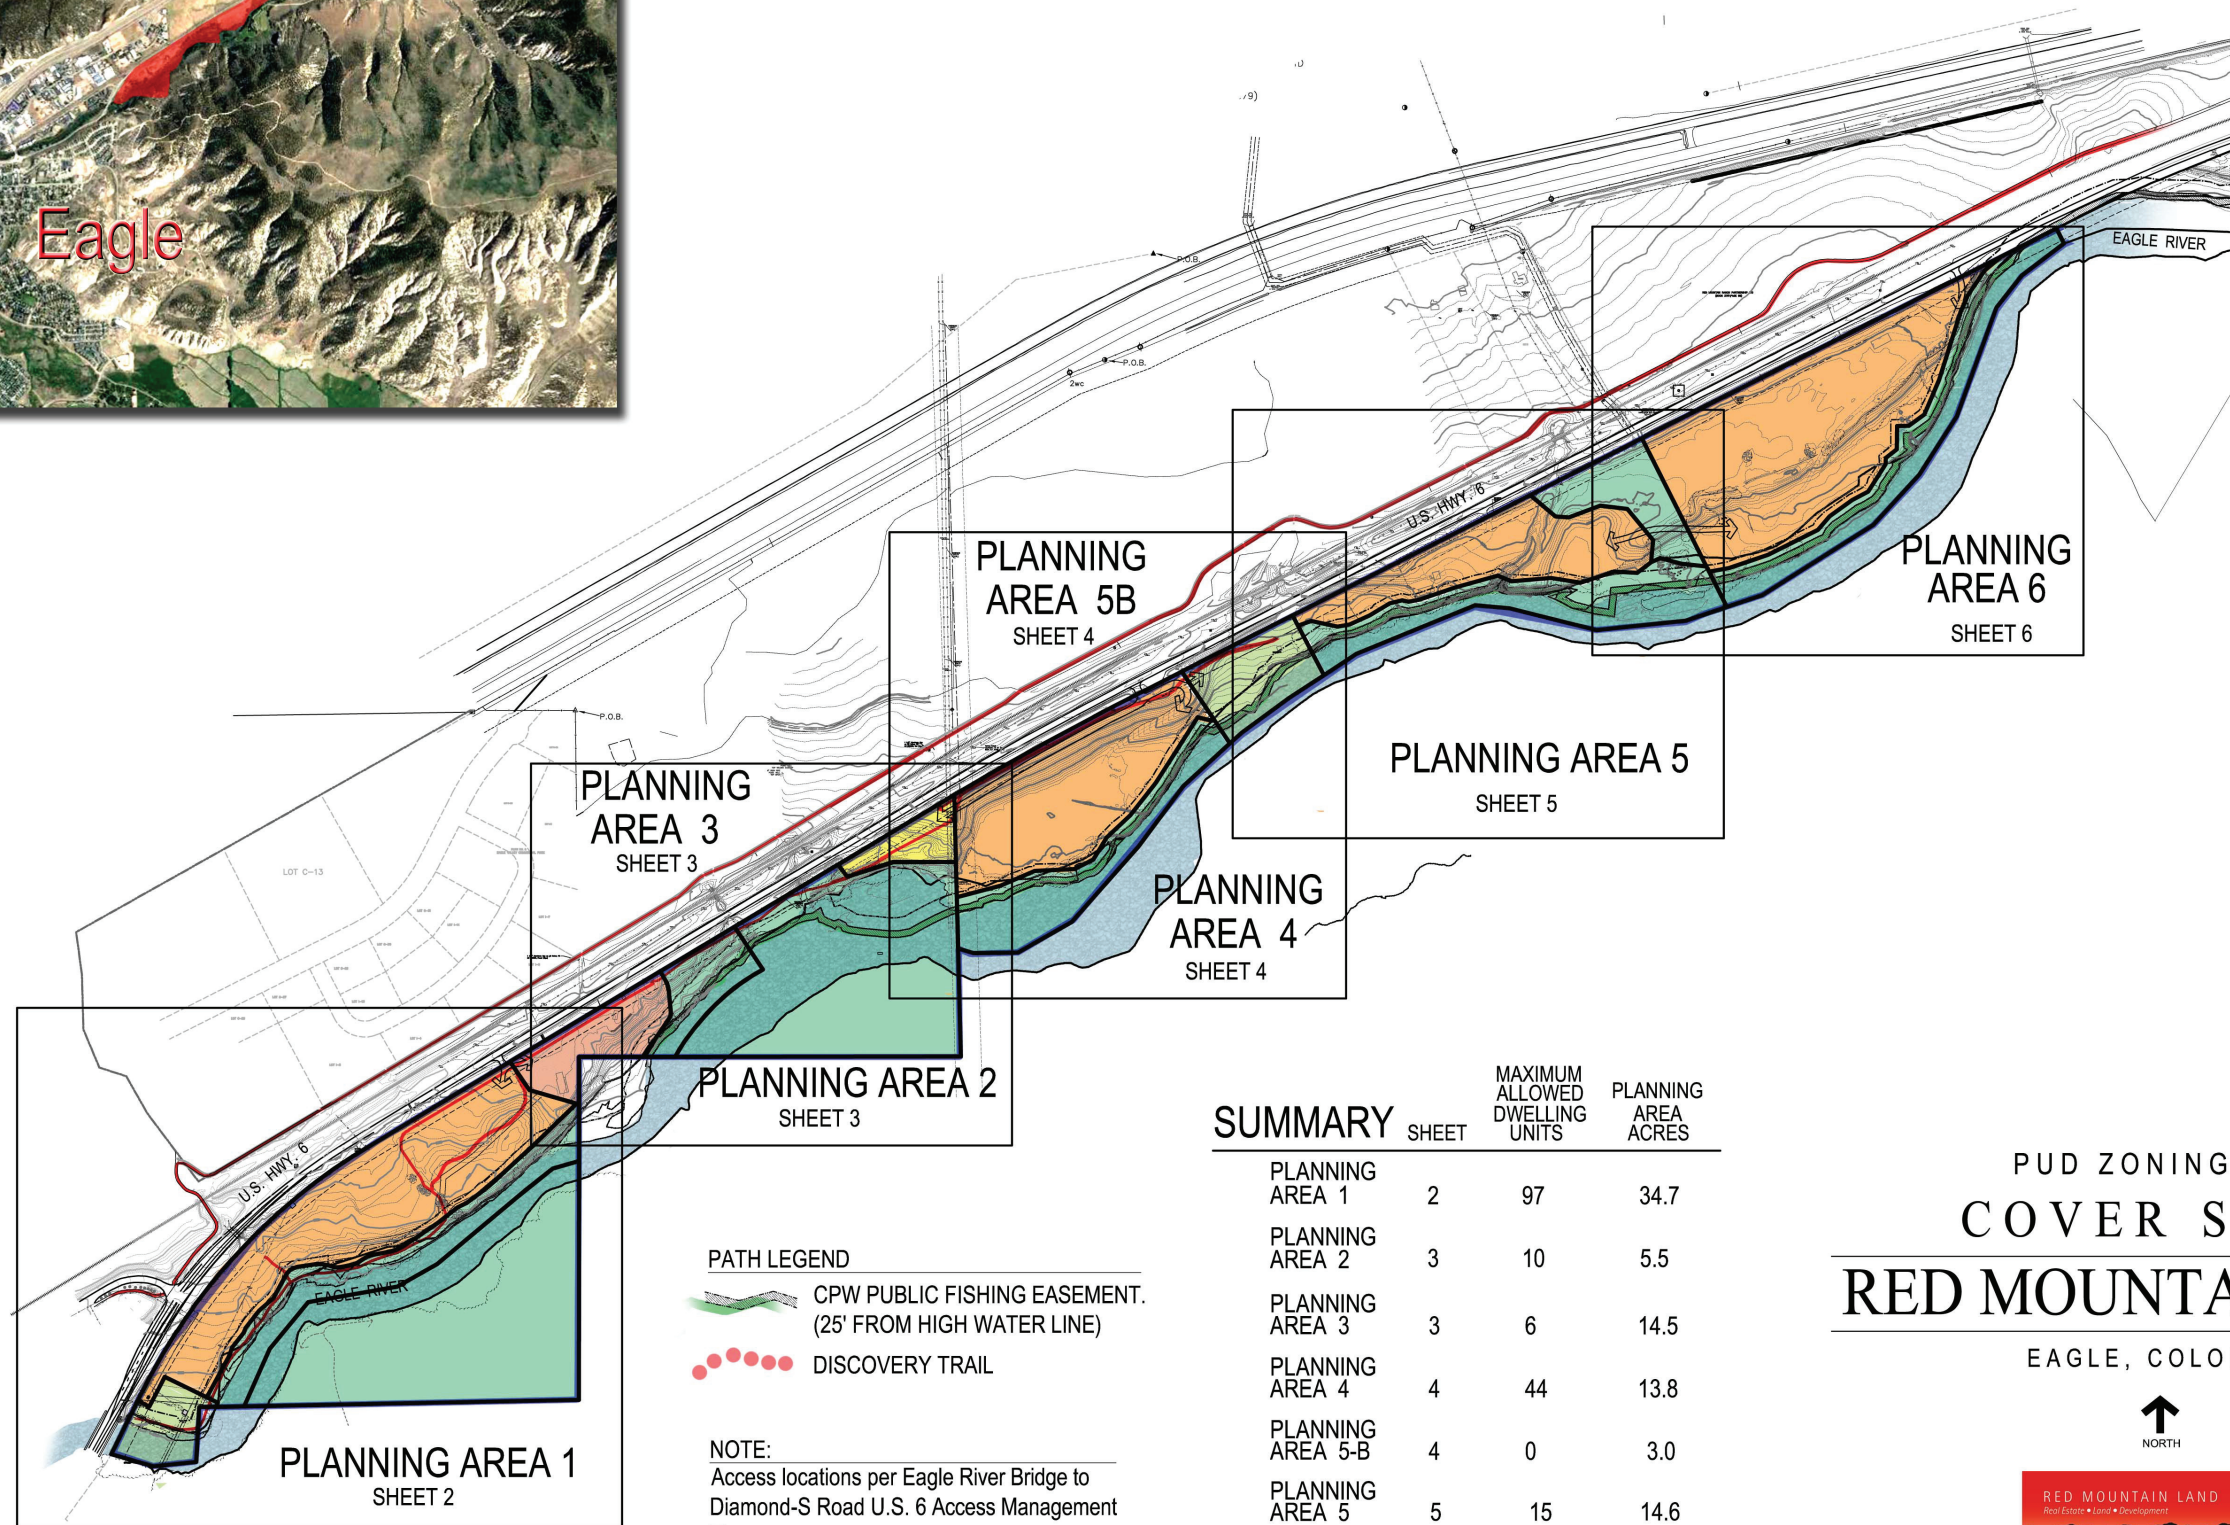 Eagle
./9)
P.O.B.
P.O.B.
2wc
P.O.B.
EAGLE RIVER
U.S. HWY. 6
PLANNING
AREA 6
SHEET 6
PLANNING
AREA 5B
SHEET 4
PLANNING AREA 5
SHEET 5
PLANNING
AREA 3
SHEET 3
LOT C-13
PLANNING
AREA 4
SHEET 4
PLANNING AREA 2
SHEET 3
U.S. HWY. 6
EAGLE RIVER
PLANNING AREA 1
SHEET 2
PATH LEGEND
CPW PUBLIC FISHING EASEMENT.
(25' FROM HIGH WATER LINE)
DISCOVERY TRAIL
NOTE:
Access locations per Eagle River Bridge to
Diamond-S Road U.S. 6 Access Management
SUMMARY SHEET MAXIMUM ALLOWED DWELLING UNITS PLANNING AREA ACRES
PLANNING AREA 1 2 97 34.7
PLANNING AREA 2 3 10 5.5
PLANNING AREA 3 3 6 14.5
PLANNING AREA 4 4 44 13.8
PLANNING AREA 5-B 4 0 3.0
PLANNING AREA 5 5 15 14.6
PUD ZONING
COVER S
RED MOUNTA
EAGLE, COLO
NORTH
RED MOUNTAIN LAND
Real Estate • Land • Development